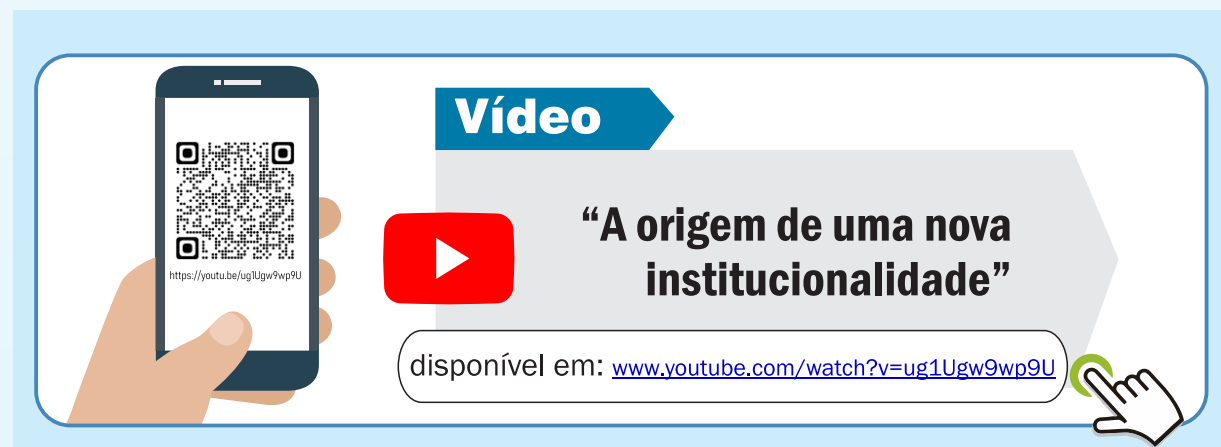 https://youtu.be/ug1Ugw9wp9U
Vídeo
“A origem de uma nova
institucionalidade”
disponível em: www.youtube.com/watch?v=ug1Ugw9wp9U